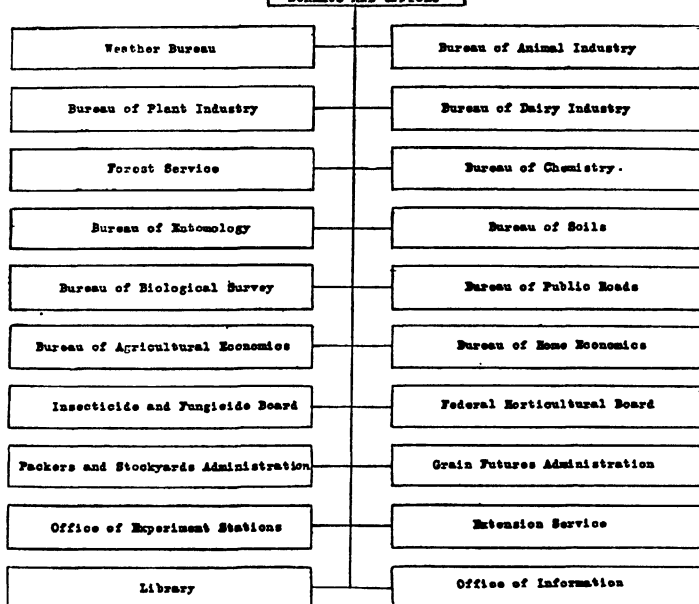 BUREAUS AND OFFICES
Weather Bureau
Bureau of Animal Industry
Bureau of Plant Industry
Bureau of Dairy Industry
Forest Service
Bureau of Chemistry.
Bureau of Entomology
Bureau of Soils
Bureau of Biological Survey
Bureau of Public Roads
Bureau of Agricultural Economics
Bureau of Home Economics
Insecticide and Fungicide Board
Federal Horticultural Board
Packers and Stockyards Administration
Grain Futures Administration
Office of Experiment Stations
Extension Service
Library
Office of Information